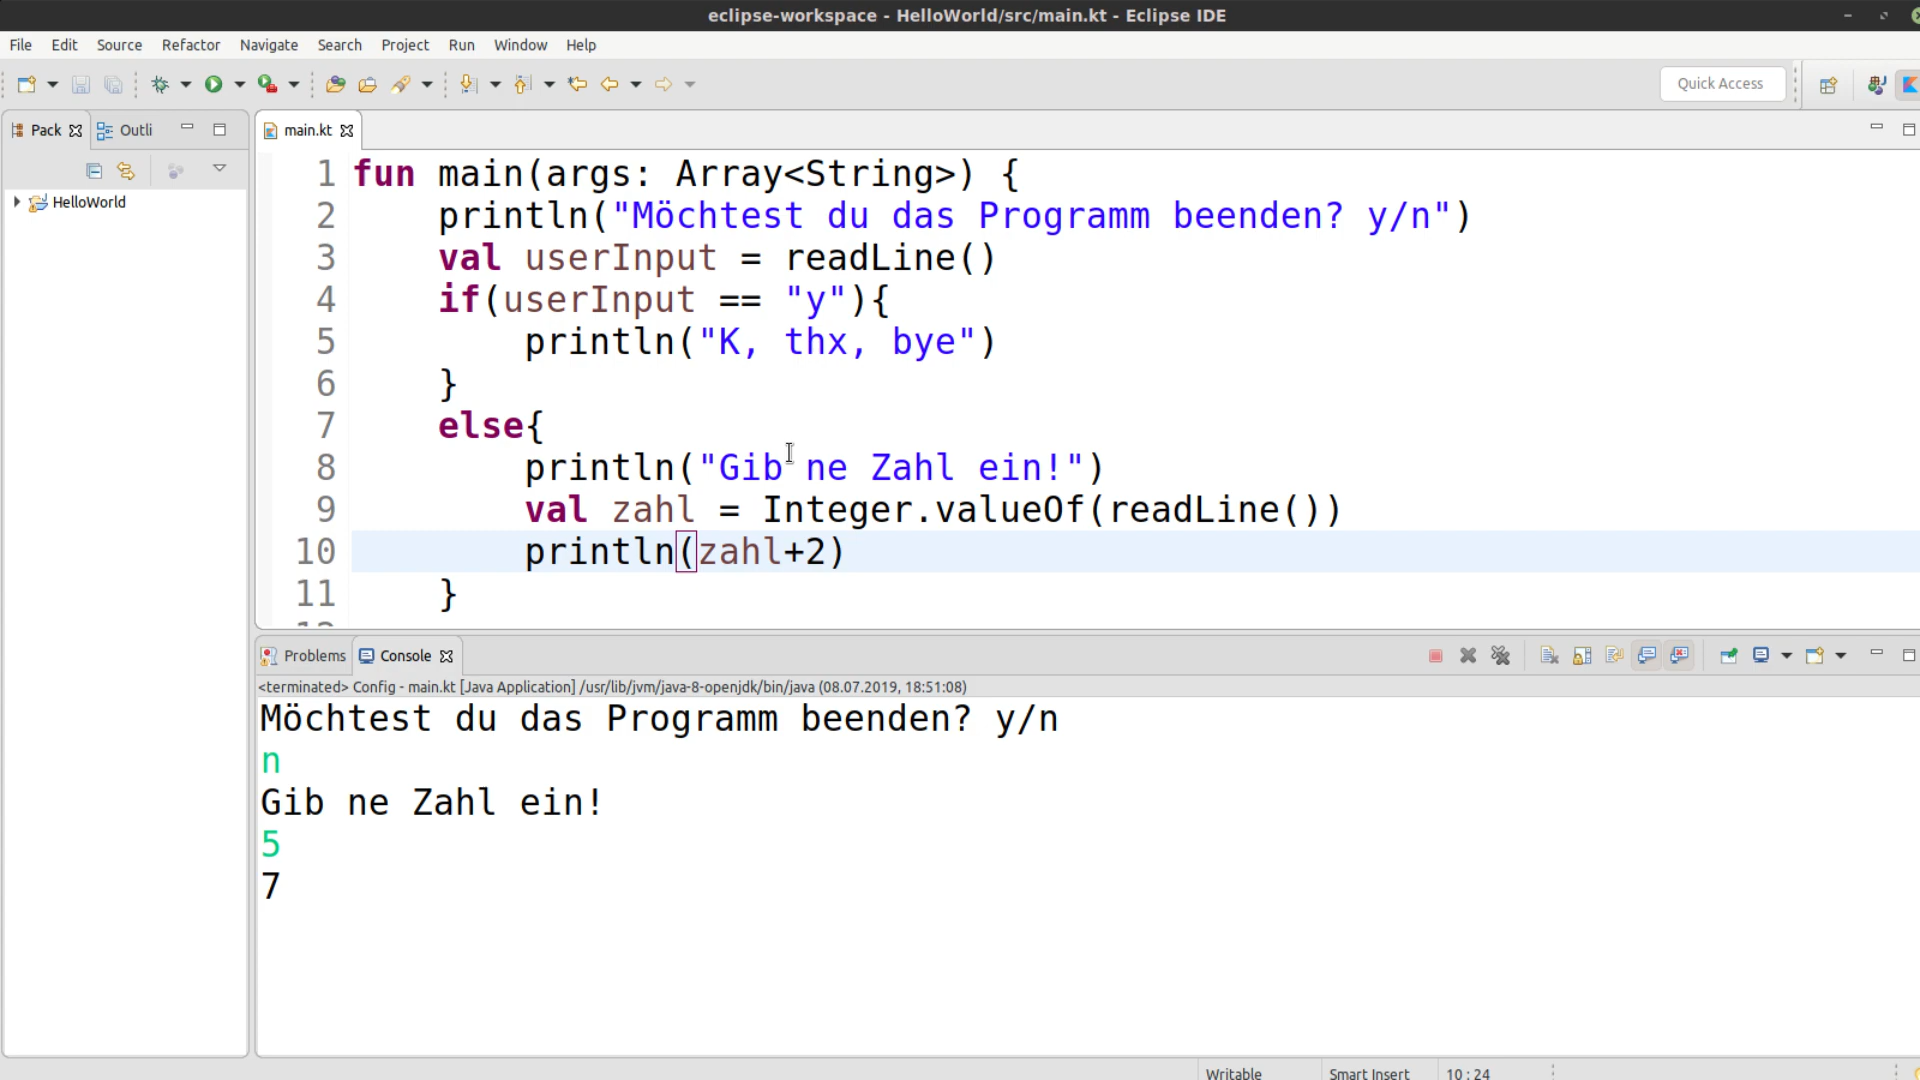 eclipse-workspace - HelloWorld/src/main.kt - Eclipse IDE
File Edit Source Refactor Navigate Search Project Run Window Help
Quick Access
Pack Outli
main.kt
HelloWorld
1 fun main(args: Array<String>) {
2 println("Möchtest du das Programm beenden? y/n")
3 val userInput = readLine()
4 if(userInput == "y"){
5 println("K, thx, bye")
6 }
7 else{
8 println("Gib ne Zahl ein!")
9 val zahl = Integer.valueOf(readLine())
10 println(zahl+2)
11 }
Problems Console
<terminated> Config - main.kt [Java Application] /usr/lib/jvm/java-8-openjdk/bin/java (08.07.2019, 18:51:08)
Möchtest du das Programm beenden? y/n
n
Gib ne Zahl ein!
5
7
Writable Smart Insert 10 : 24